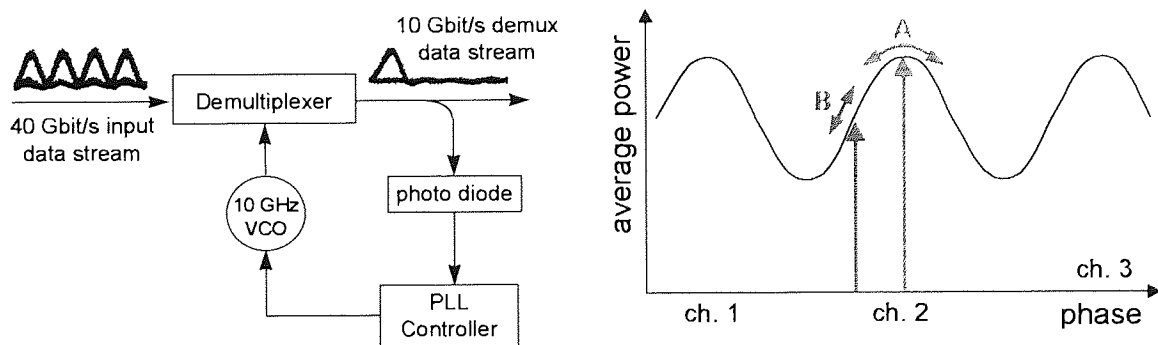 10 Gbit/s demux
data stream
Demultiplexer
40 Gbit/s input
data stream
photo diode
10 GHz
VCO
PLL
Controller
average power
A
B
ch. 1
ch. 2
ch. 3
phase